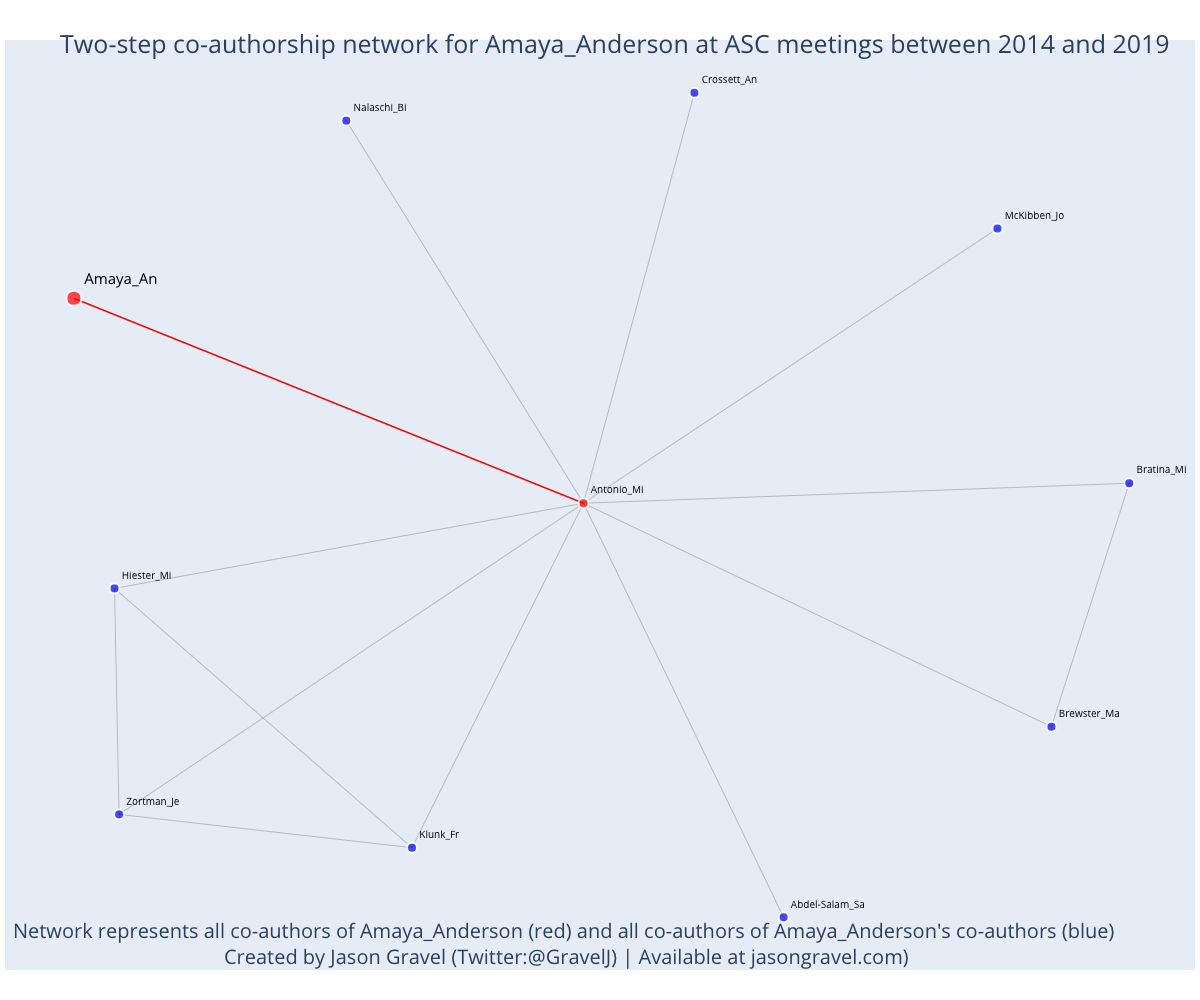 Two-step co-authorship network for Amaya_Anderson at ASC meetings between 2014 and 2019
Crossett_An
Nalaschi_Bi
McKibben_Jo
Amaya_An
Bratina_Mi
Antonio_Mi
Hiester_Mi
Brewster_Ma
Zortman_Je
Klunk_Fr
Abdel-Salam_Sa
Network represents all co-authors of Amaya_Anderson (red) and all co-authors of Amaya_Anderson's co-authors (blue)
Created by Jason Gravel (Twitter:@GravelJ) | Available at jasongravel.com)